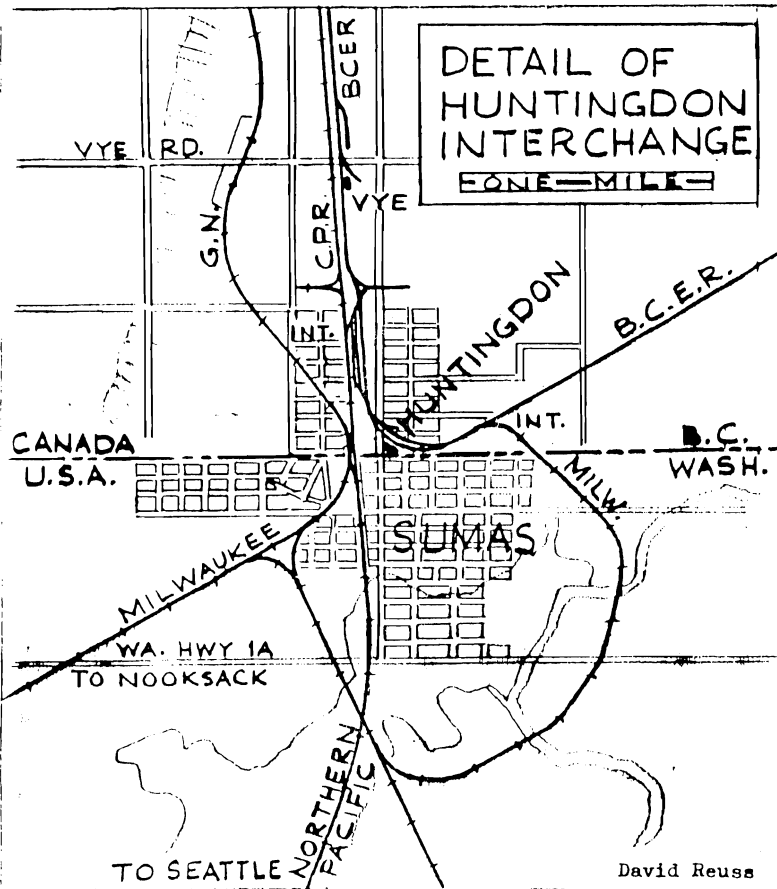 DETAIL OF
HUNTINGDON
INTERCHANGE
ONE MILE
BCER
VYE RD.
VYE
G.N.
C.P.R.
HUNTINGDON
B.C.E.R.
INT.
INT.
CANADA
U.S.A.
B.C.
WASH.
MILW.
SUMAS
MILWAUKEE
WA. HWY 1A
TO NOOKSACK
NORTHERN
PACIFIC
TO SEATTLE
David Reuss